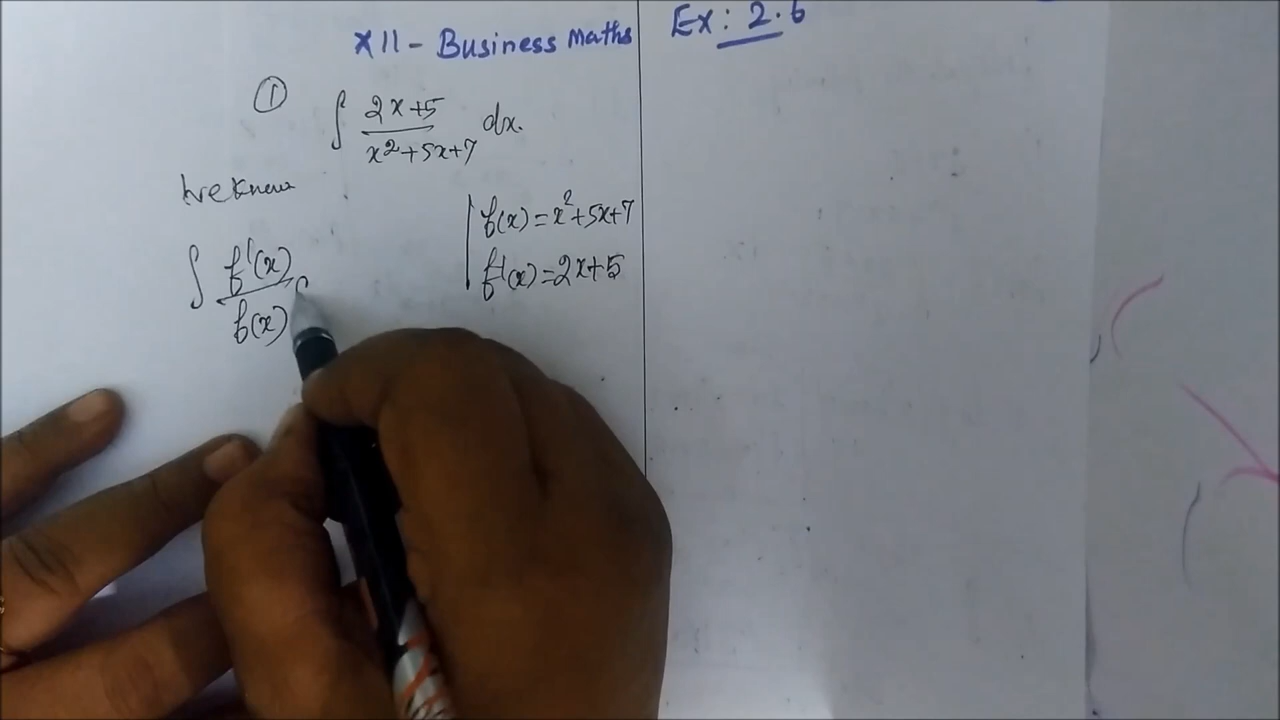 XII - Business Maths
Ex: 2.6
① ∫ (2x+5)/(x²+5x+7) dx.
We know
f(x) = x²+5x+7
f'(x) = 2x+5
∫ f'(x)/f(x)